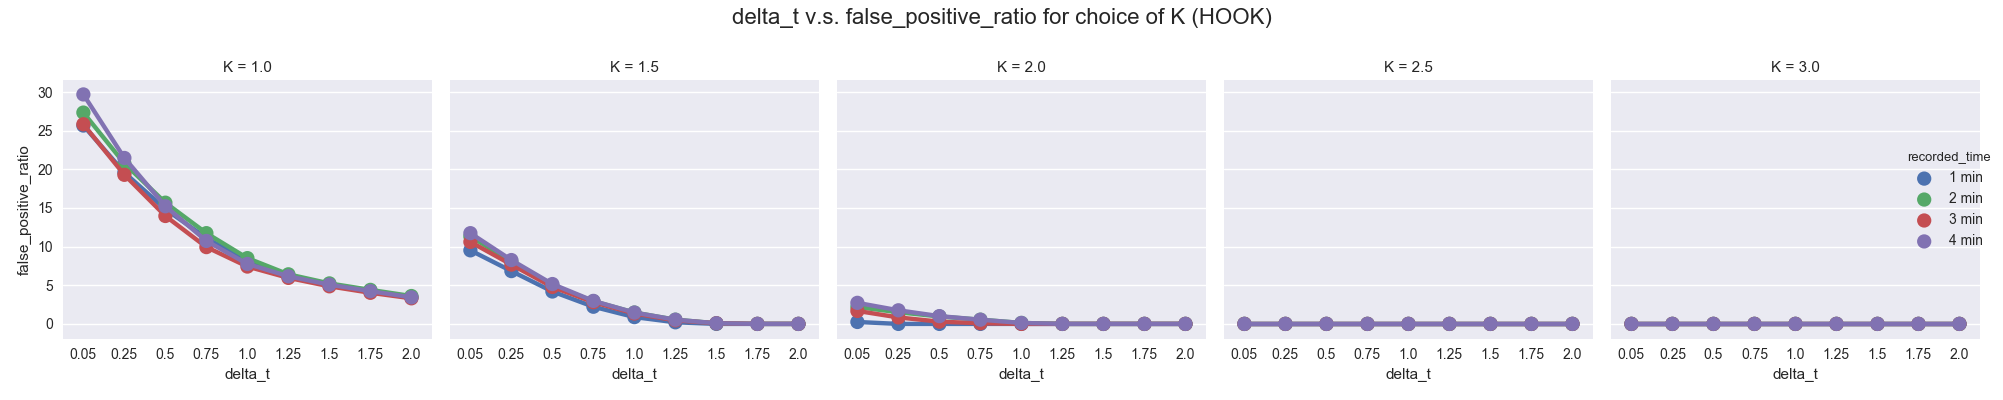 delta_t v.s. false_positive_ratio for choice of K (HOOK)
K = 1.0
K = 1.5
K = 2.0
K = 2.5
K = 3.0
false_positive_ratio
30
25
20
15
10
5
0
0.05 0.25 0.5 0.75 1.0 1.25 1.5 1.75 2.0
delta_t
0.05 0.25 0.5 0.75 1.0 1.25 1.5 1.75 2.0
delta_t
0.05 0.25 0.5 0.75 1.0 1.25 1.5 1.75 2.0
delta_t
0.05 0.25 0.5 0.75 1.0 1.25 1.5 1.75 2.0
delta_t
0.05 0.25 0.5 0.75 1.0 1.25 1.5 1.75 2.0
delta_t
recorded_time
1 min
2 min
3 min
4 min